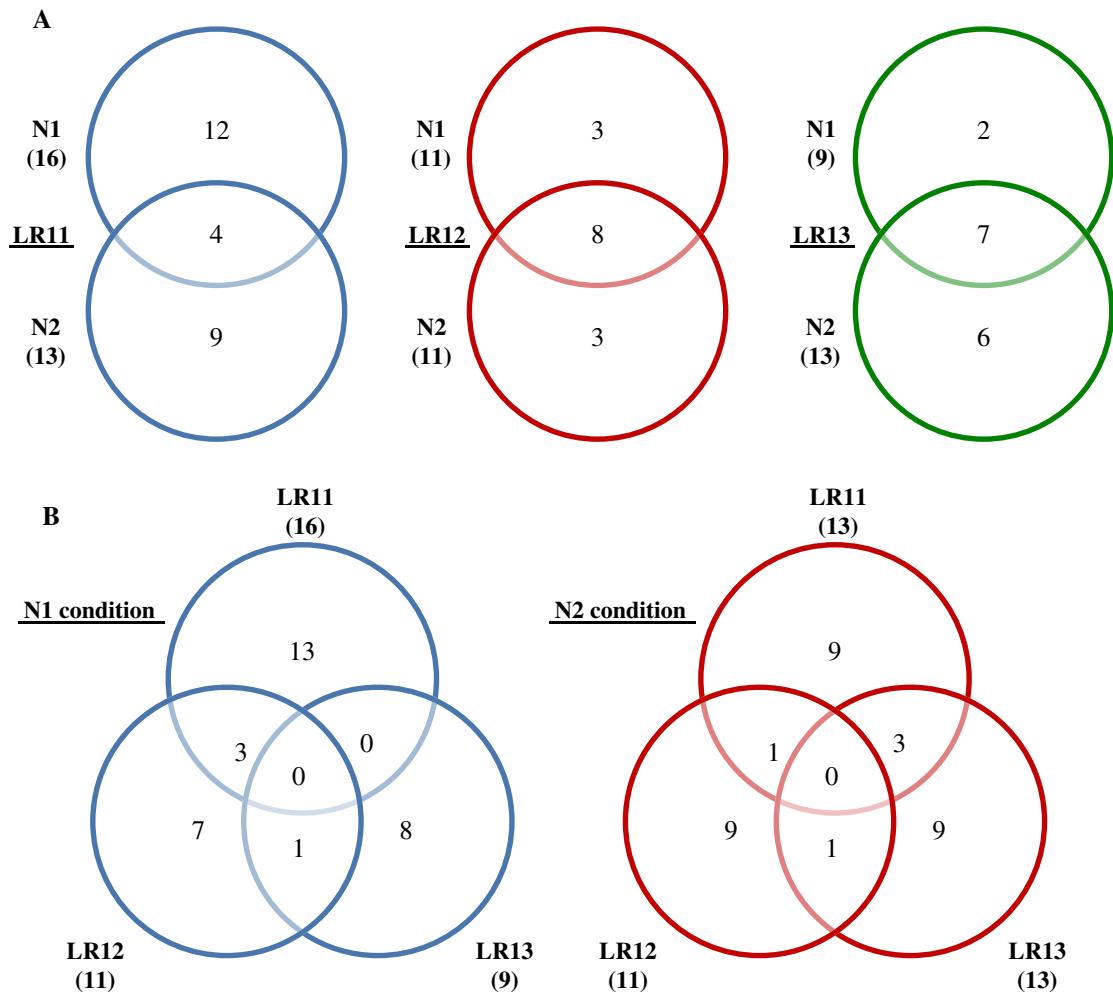 A
N1
(16)
12
LR11
4
N2
(13)
9
N1
(11)
3
LR12
8
N2
(11)
3
N1
(9)
2
LR13
7
N2
(13)
6
B
LR11
(16)
N1 condition
13
3
0
0
7
1
8
LR12
(11)
LR13
(9)
LR11
(13)
N2 condition
9
1
3
0
9
1
9
LR12
(11)
LR13
(13)